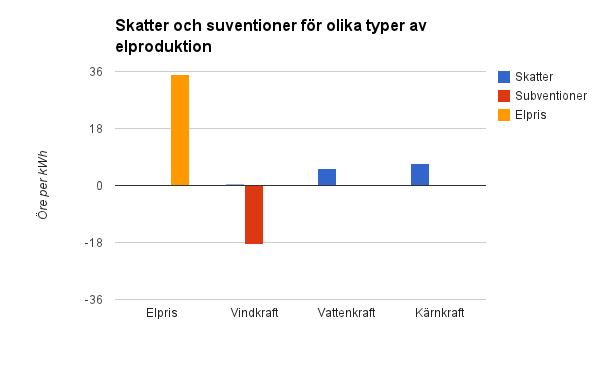 Skatter och suventioner för olika typer av
elproduktion
36
18
0
-18
-36
Öre per kWh
Elpris
Vindkraft
Vattenkraft
Kärnkraft
Skatter
Subventioner
Elpris